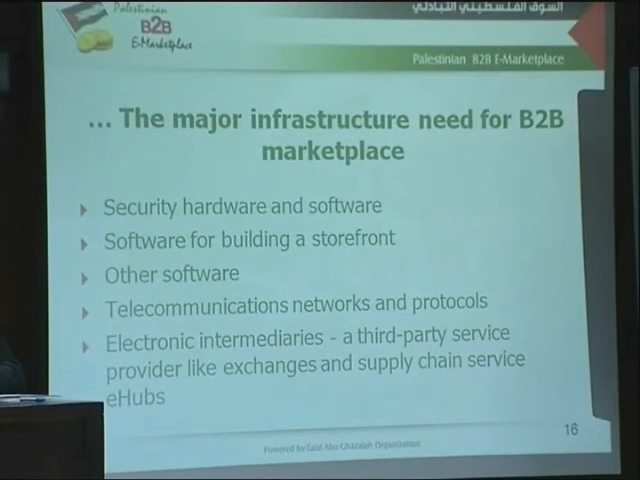 Palestinian
B2B
E-Marketplace
السوق الفلسطيني التبادلي
Palestinian B2B E-Marketplace
... The major infrastructure need for B2B
marketplace
Security hardware and software
Software for building a storefront
Other software
Telecommunications networks and protocols
Electronic intermediaries - a third-party service
provider like exchanges and supply chain service
eHubs
16
Powered by Talal Abu-Ghazaleh Organization